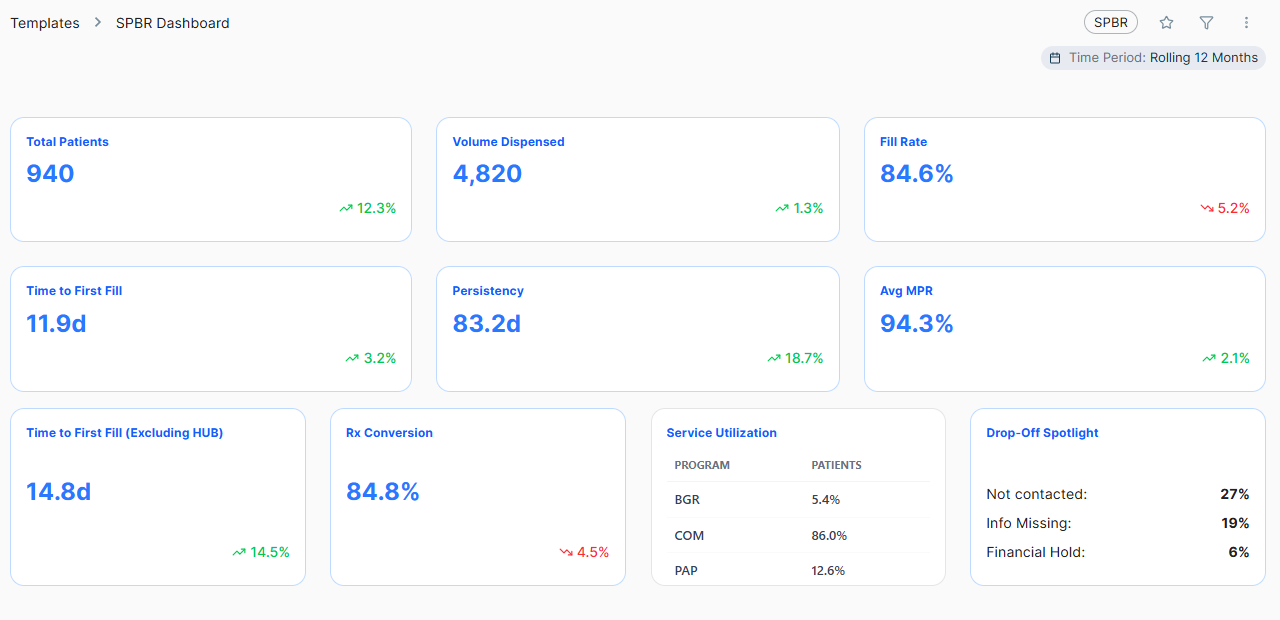 Templates > SPBR Dashboard
SPBR
Time Period: Rolling 12 Months
Total Patients
940
12.3%
Volume Dispensed
4,820
1.3%
Fill Rate
84.6%
5.2%
Time to First Fill
11.9d
3.2%
Persistency
83.2d
18.7%
Avg MPR
94.3%
2.1%
Time to First Fill (Excluding HUB)
14.8d
14.5%
Rx Conversion
84.8%
4.5%
Service Utilization
PROGRAM PATIENTS
BGR 5.4%
COM 86.0%
PAP 12.6%
Drop-Off Spotlight
Not contacted: 27%
Info Missing: 19%
Financial Hold: 6%